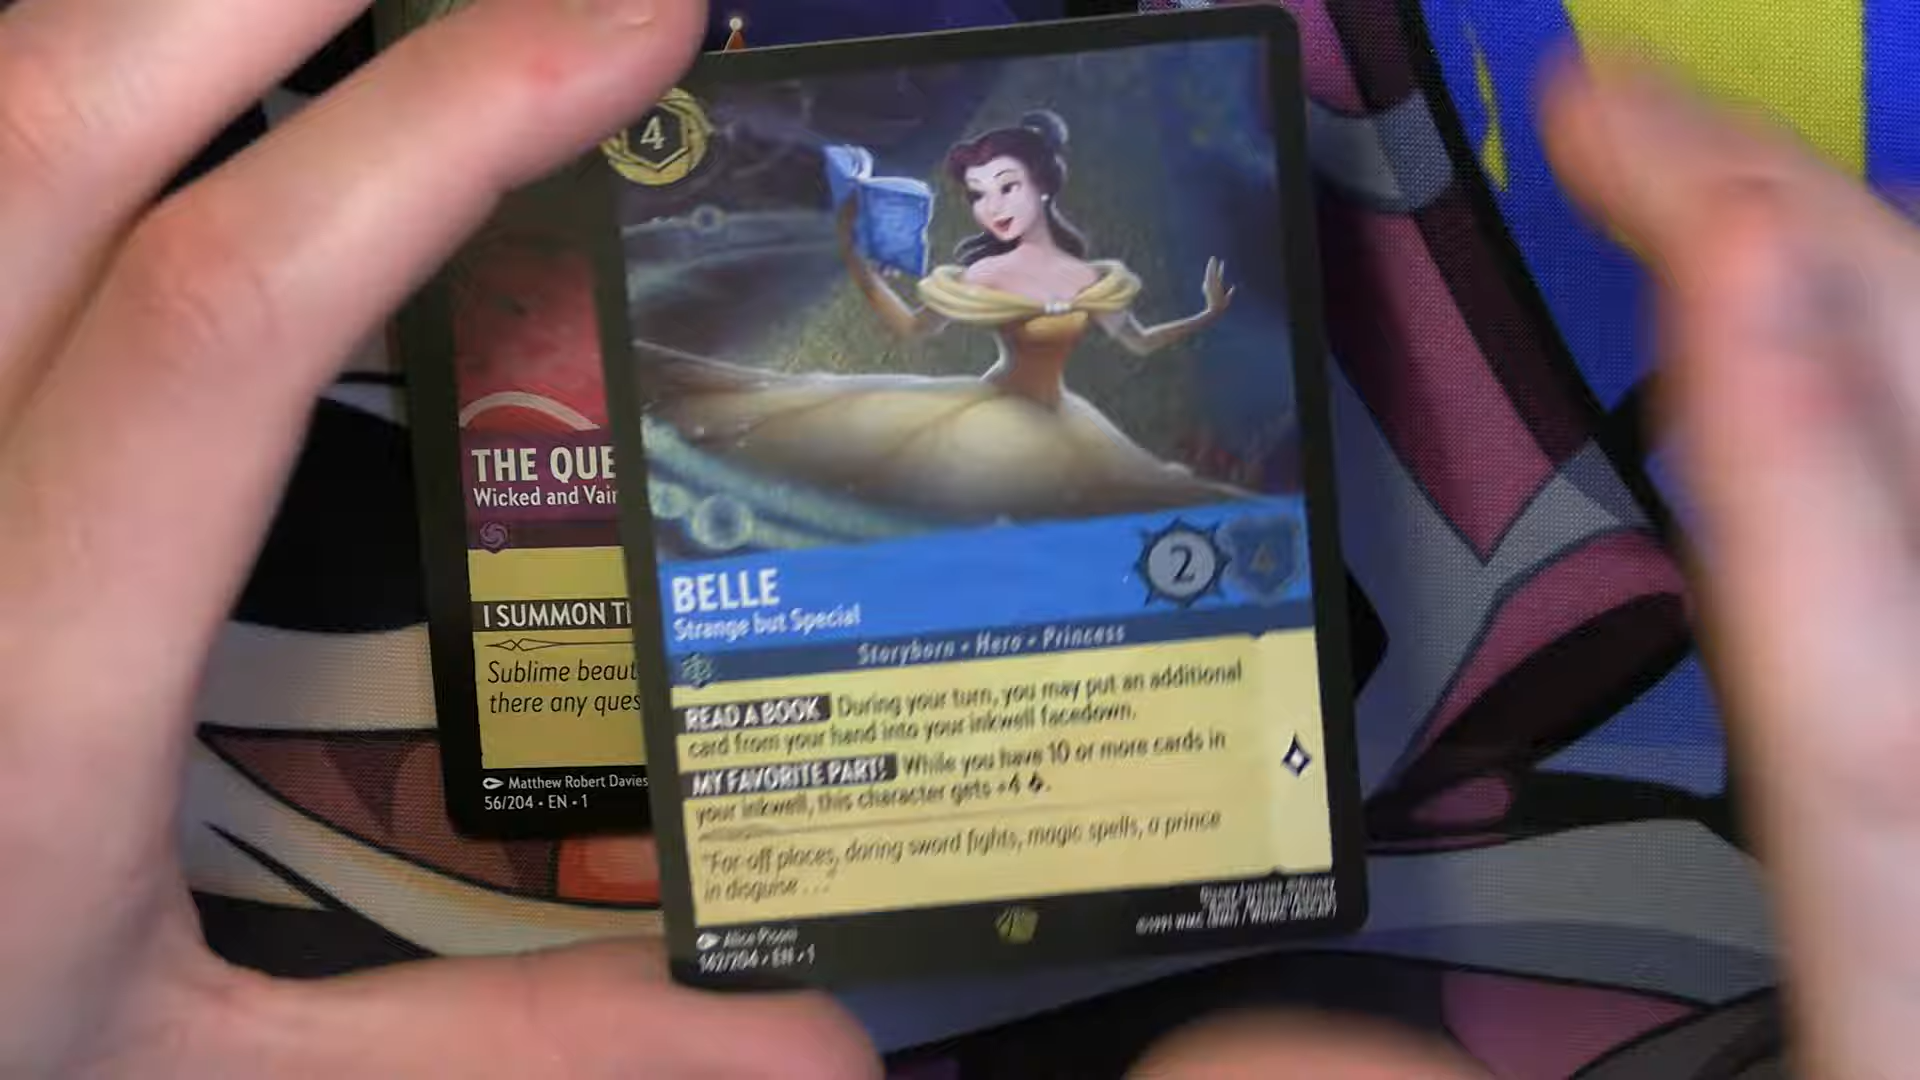 4
THE QUE
Wicked and Vain
I SUMMON T
Sublime beaut
there any ques
Matthew Robert Davies
56/204 • EN • 1
BELLE
2
4
Strange but Special
Storyborn • Hero • Princess
READ A BOOK During your turn, you may put an additional
card from your hand into your inkwell facedown.
MY FAVORITE PART! While you have 10 or more cards in
your inkwell, this character gets +4
"Far-off places, daring sword fights, magic spells, a prince
in disguise . . .
Alice Pisoni
142/204 • EN • 1